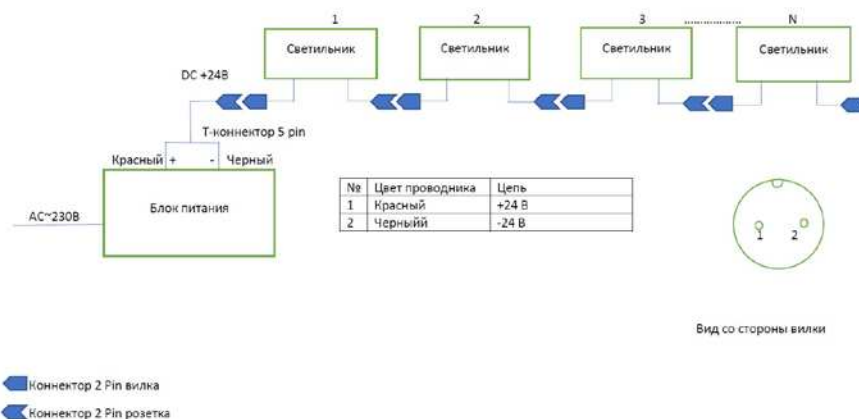 1 2 3 .................. N
Светильник Светильник Светильник Светильник
DC +24В
Т-коннектор 5 pin
Красный + - Черный
Блок питания
AC~230В
№ Цвет проводника Цепь
1 Красный +24 В
2 Черныйй -24 В
1 2
Вид со стороны вилки
Коннектор 2 Pin вилка
Коннектор 2 Pin розетка